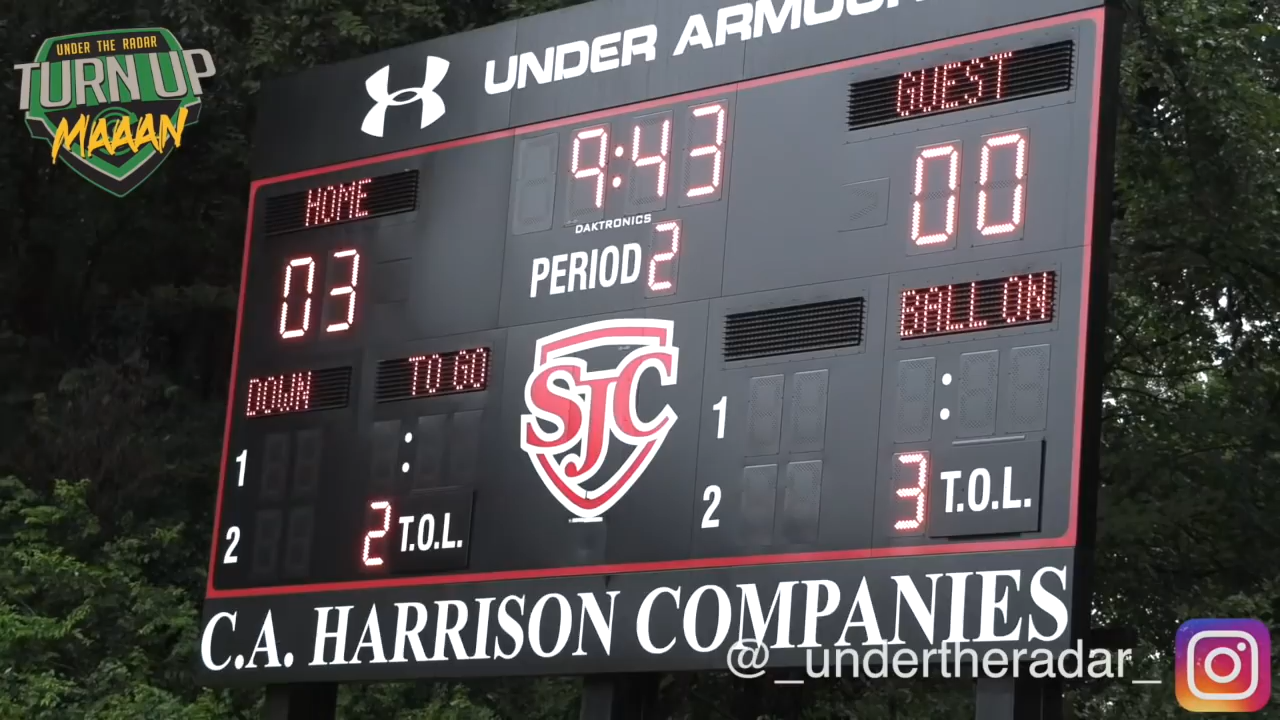 UNDER THE RADAR
TURN UP
MAAAN
UNDER ARMOUR
HOME
9:43
GUEST
03
DAKTRONICS
PERIOD 2
00
DOWN
TO GO
SJC
BALL ON
1
:
1
:
2
2 T.O.L.
2
3 T.O.L.
C.A. HARRISON COMPANIES
@_undertheradar_